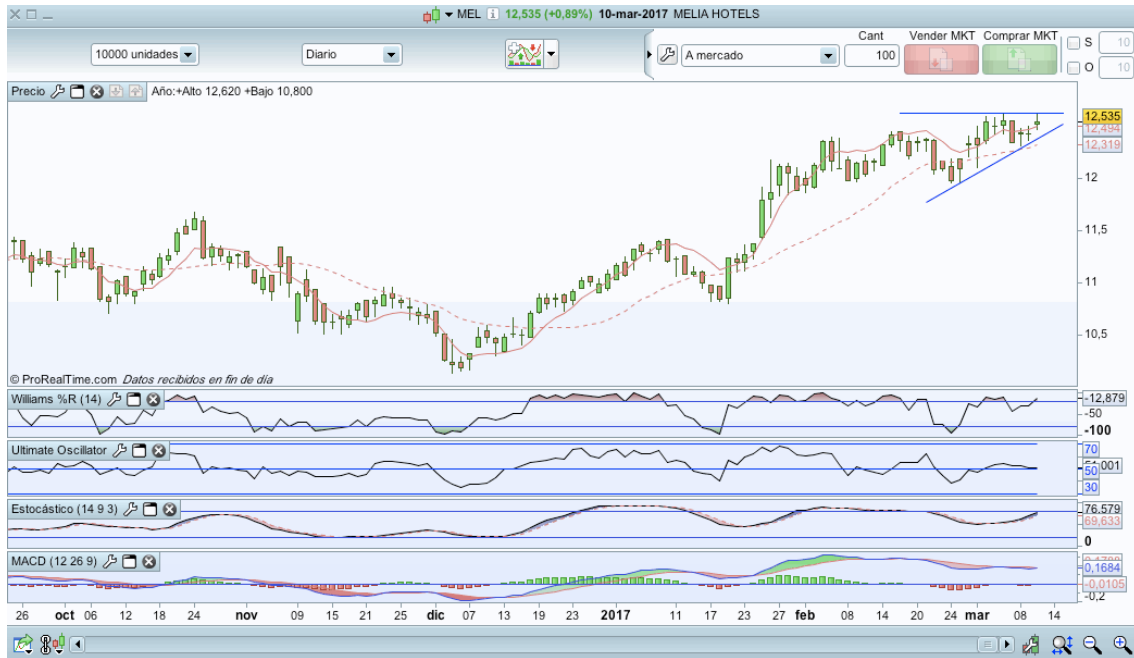 MEL 12,535 (+0,89%) 10-mar-2017 MELIA HOTELS
10000 unidades Diario A mercado Cant 100 Vender MKT Comprar MKT S 10
O 10
Precio Año:+Alto 12,620 +Bajo 10,800
12,535
12,494
12,319
12
11,5
11
10,5
© ProRealTime.com Datos recibidos en fin de día
Williams %R (14)
-12,879
-50
-100
Ultimate Oscillator
70
50
30
Estocástico (14 9 3)
76,579
69,633
0
MACD (12 26 9)
0,1684
-0,0105
-0,2
26 oct 06 12 18 24 nov 09 15 21 25 dic 07 13 19 23 2017 11 17 23 27 feb 08 14 20 24 mar 08 14